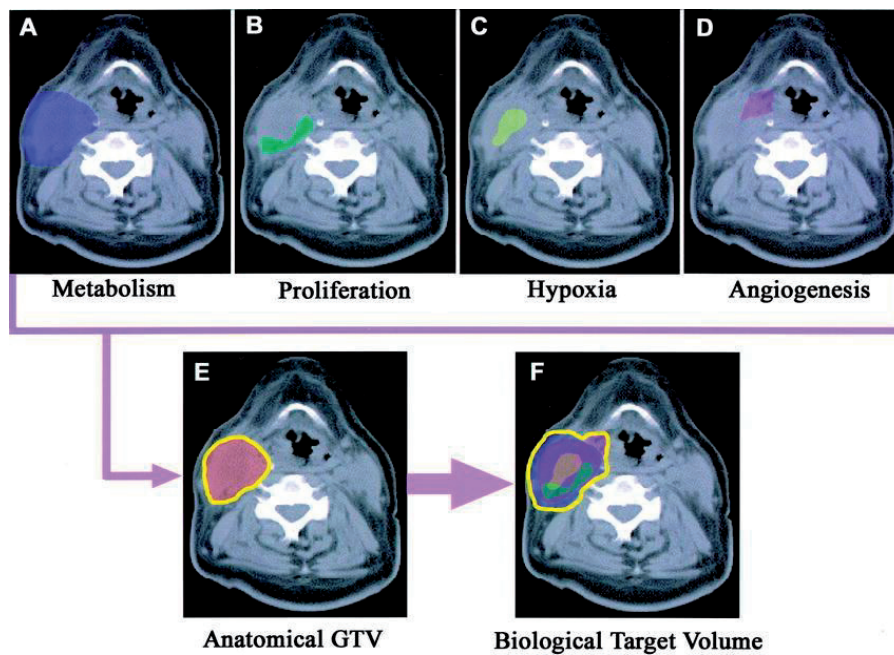 A B C D
Metabolism Proliferation Hypoxia Angiogenesis
E F
Anatomical GTV Biological Target Volume